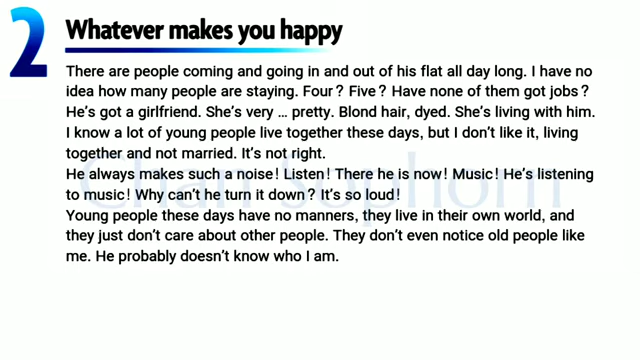 2 Whatever makes you happy
There are people coming and going in and out of his flat all day long. I have no
idea how many people are staying. Four? Five? Have none of them got jobs?
He's got a girlfriend. She's very … pretty. Blond hair, dyed. She's living with him.
I know a lot of young people live together these days, but I don't like it, living
together and not married. It's not right.
He always makes such a noise! Listen! There he is now! Music! He's listening
to music! Why can't he turn it down? It's so loud!
Young people these days have no manners, they live in their own world, and
they just don't care about other people. They don't even notice old people like
me. He probably doesn't know who I am.
Chan Sophorn